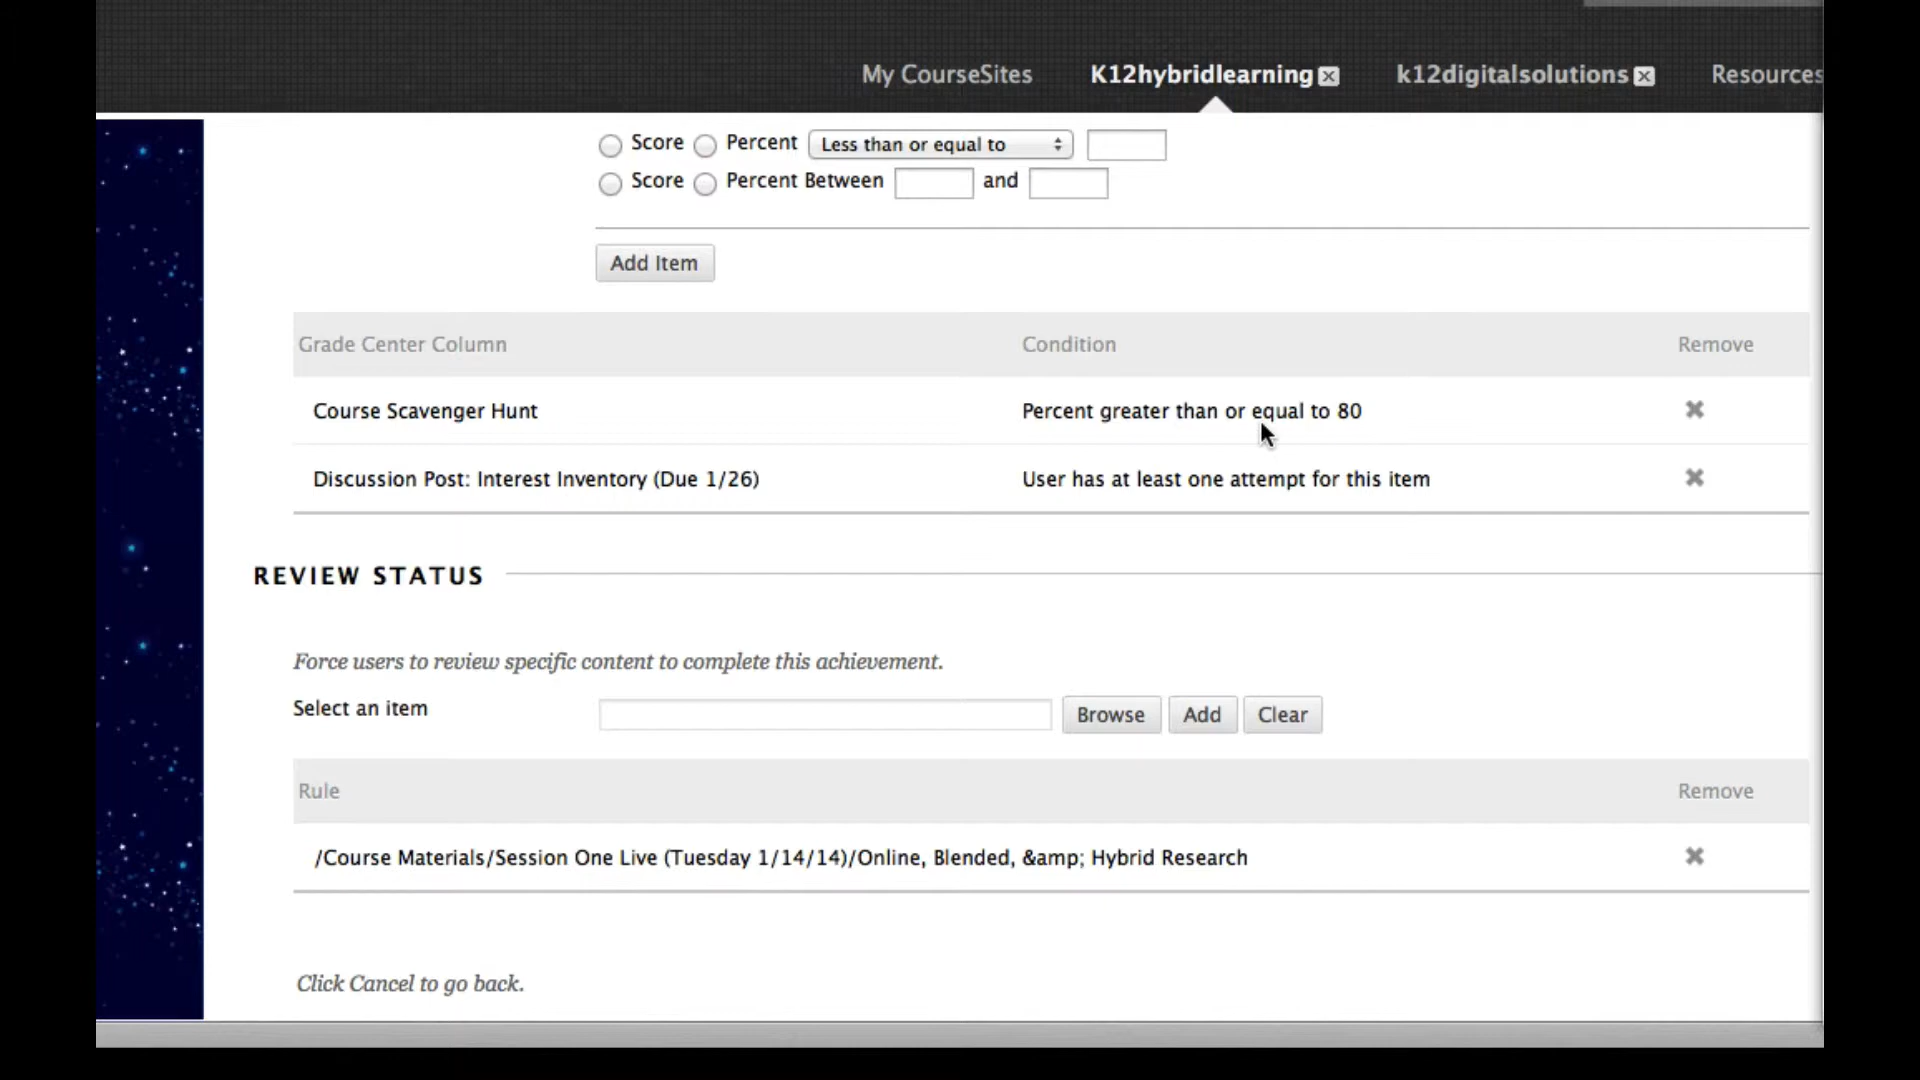 My CourseSites K12hybridlearning k12digitalsolutions Resources
Score Percent Less than or equal to
Score Percent Between and
Add Item
Grade Center Column Condition Remove
Course Scavenger Hunt Percent greater than or equal to 80
Discussion Post: Interest Inventory (Due 1/26) User has at least one attempt for this item
REVIEW STATUS
Force users to review specific content to complete this achievement.
Select an item Browse Add Clear
Rule Remove
/Course Materials/Session One Live (Tuesday 1/14/14)/Online, Blended, &amp; Hybrid Research
Click Cancel to go back.